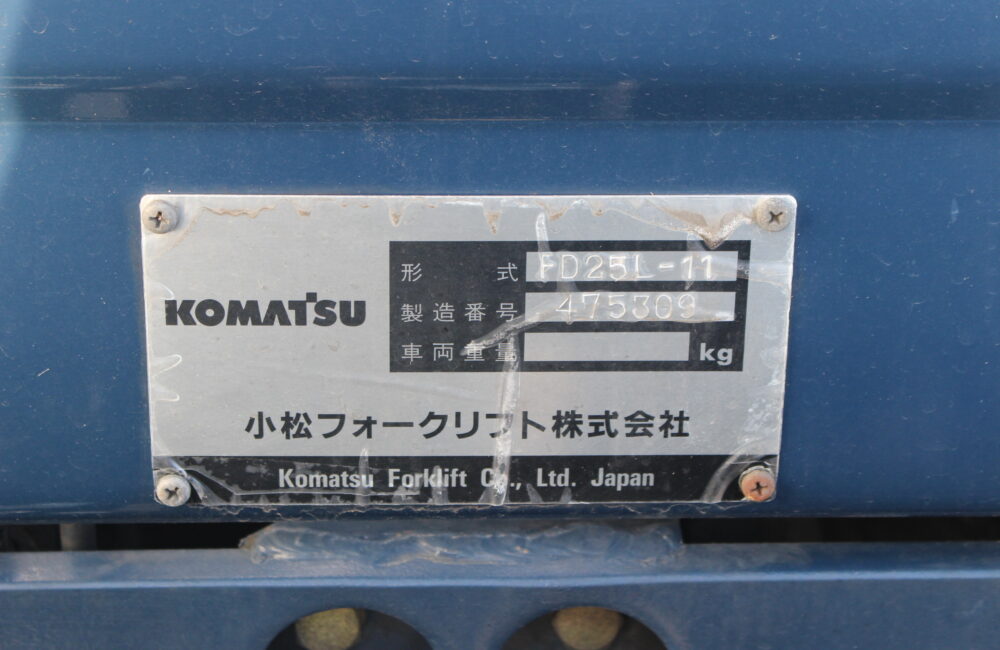 KOMATSU
形 式 FD25L-11
製造番号 475309
車両重量 kg
小松フォークリフト株式会社
Komatsu Forklift Co., Ltd. Japan